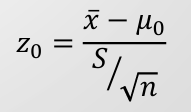 z₀ = (x̄ − μ₀) / (S/√n)